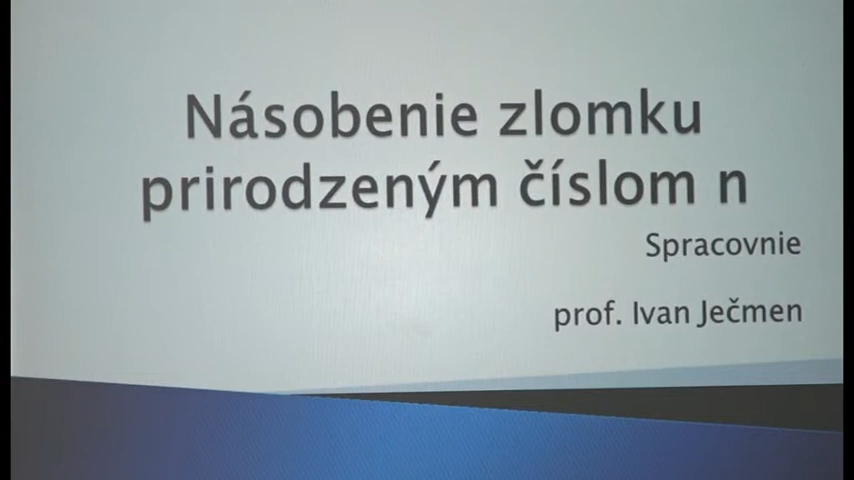 Násobenie zlomku
prirodzeným číslom n
Spracovnie
prof. Ivan Ječmen